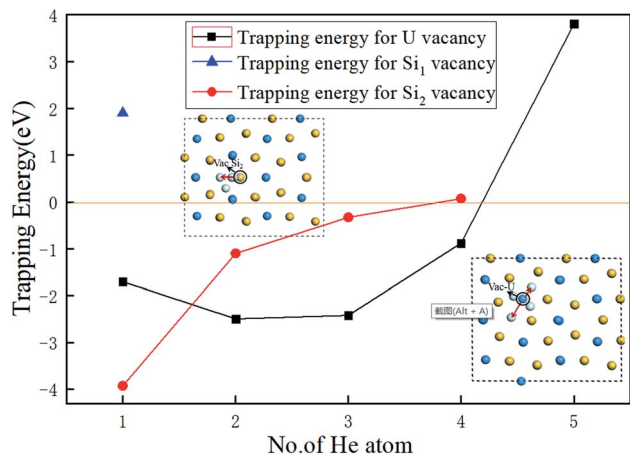 Trapping energy for U vacancy
Trapping energy for Si1 vacancy
Trapping energy for Si2 vacancy
Trapping Energy(eV)
4
3
2
1
0
-1
-2
-3
-4
Vac-Si2
Vac-U
截图(Alt + A)
1
2
3
4
5
No.of He atom